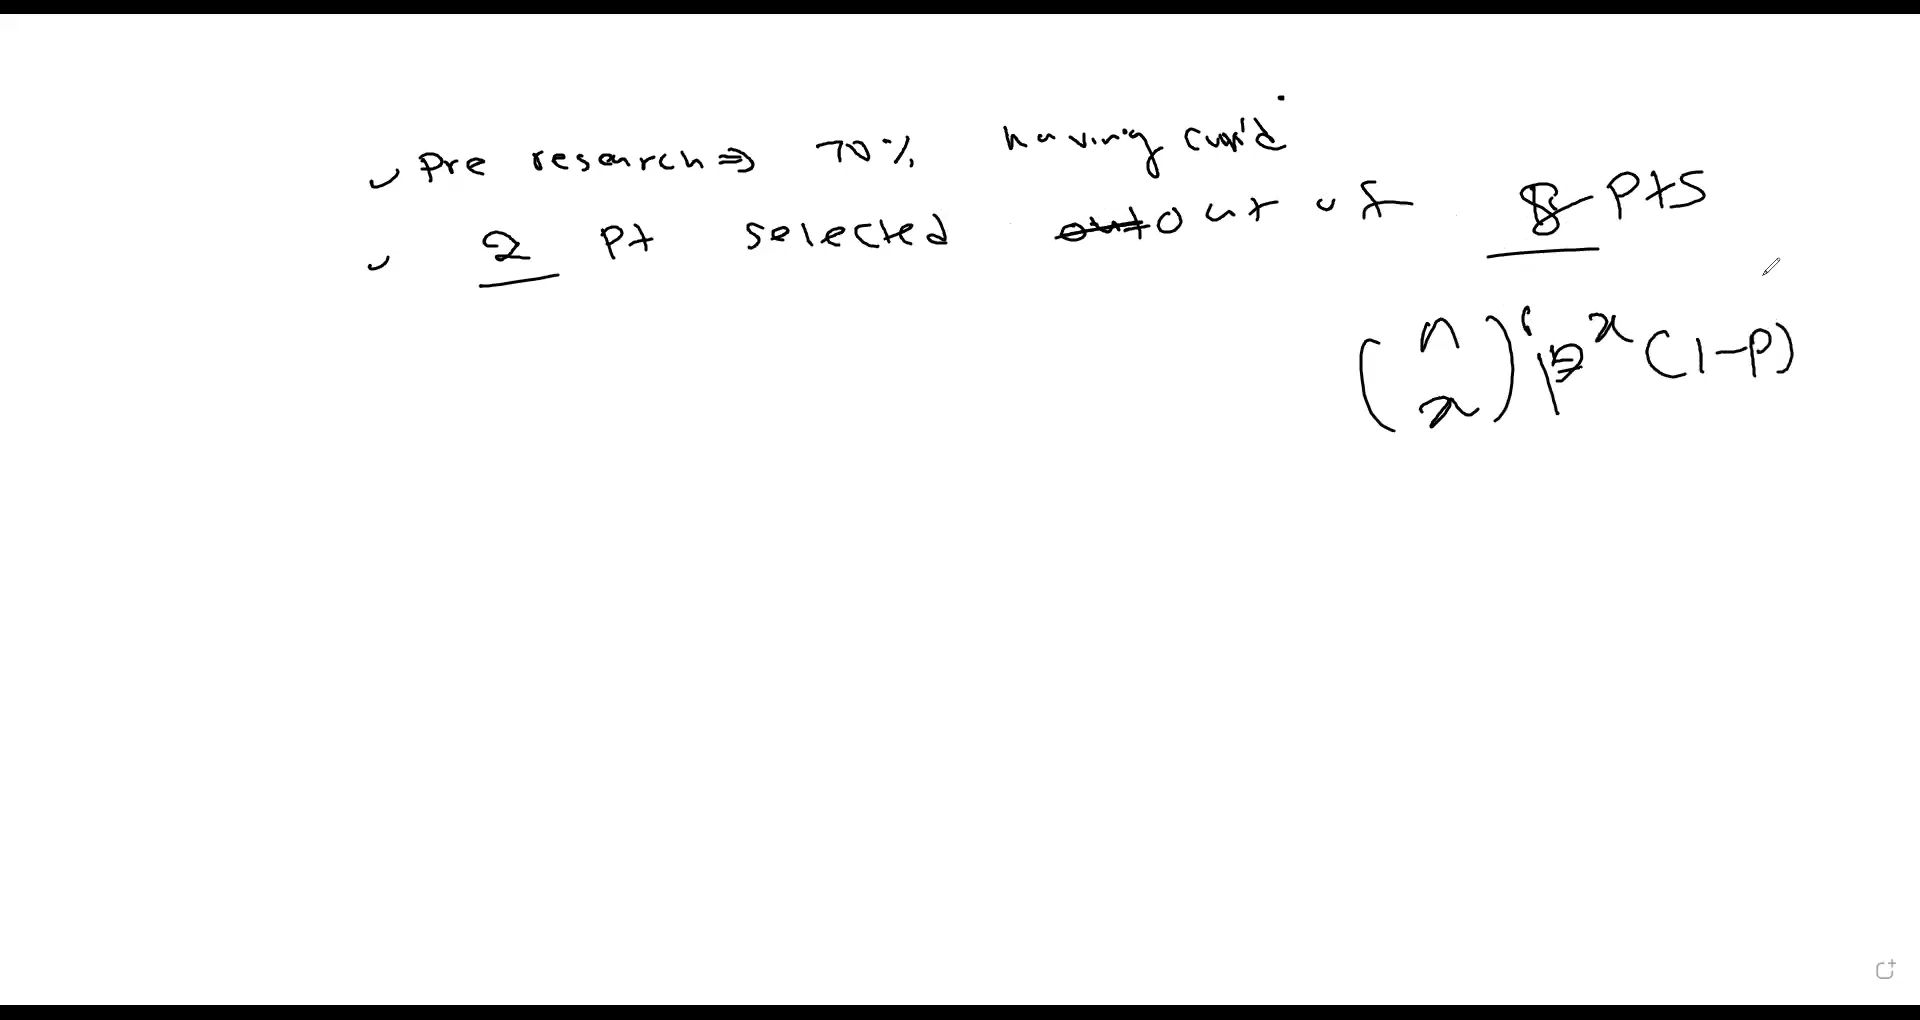 Pre research ⇒ 70% having covid
2 pt selected out of 8 pts
(n x) p^x (1-p)